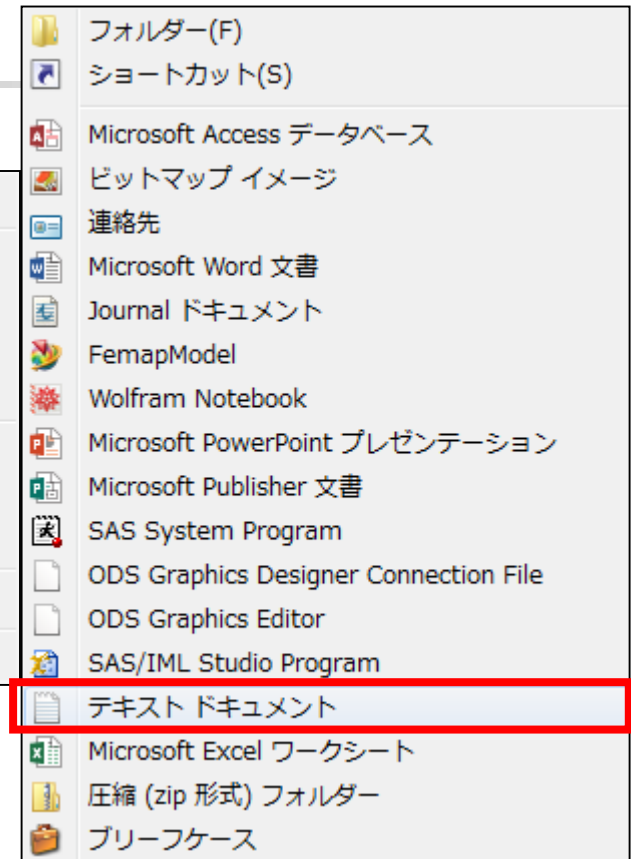 フォルダー(F)
ショートカット(S)
Microsoft Access データベース
ビットマップ イメージ
連絡先
Microsoft Word 文書
Journal ドキュメント
FemapModel
Wolfram Notebook
Microsoft PowerPoint プレゼンテーション
Microsoft Publisher 文書
SAS System Program
ODS Graphics Designer Connection File
ODS Graphics Editor
SAS/IML Studio Program
テキスト ドキュメント
Microsoft Excel ワークシート
圧縮 (zip 形式) フォルダー
ブリーフケース